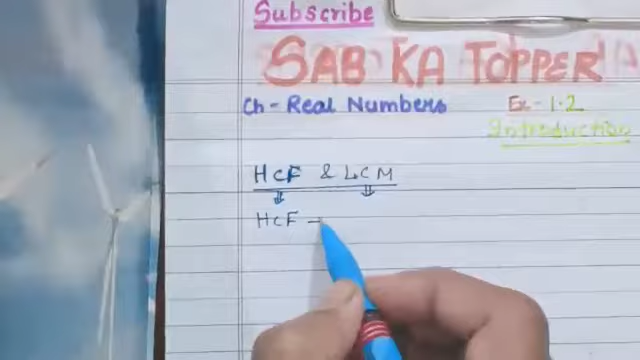 Subscribe
SAB KA TOPPER
Ch - Real Numbers Ex - 1.2
Introduction
HCF & LCM
HCF -